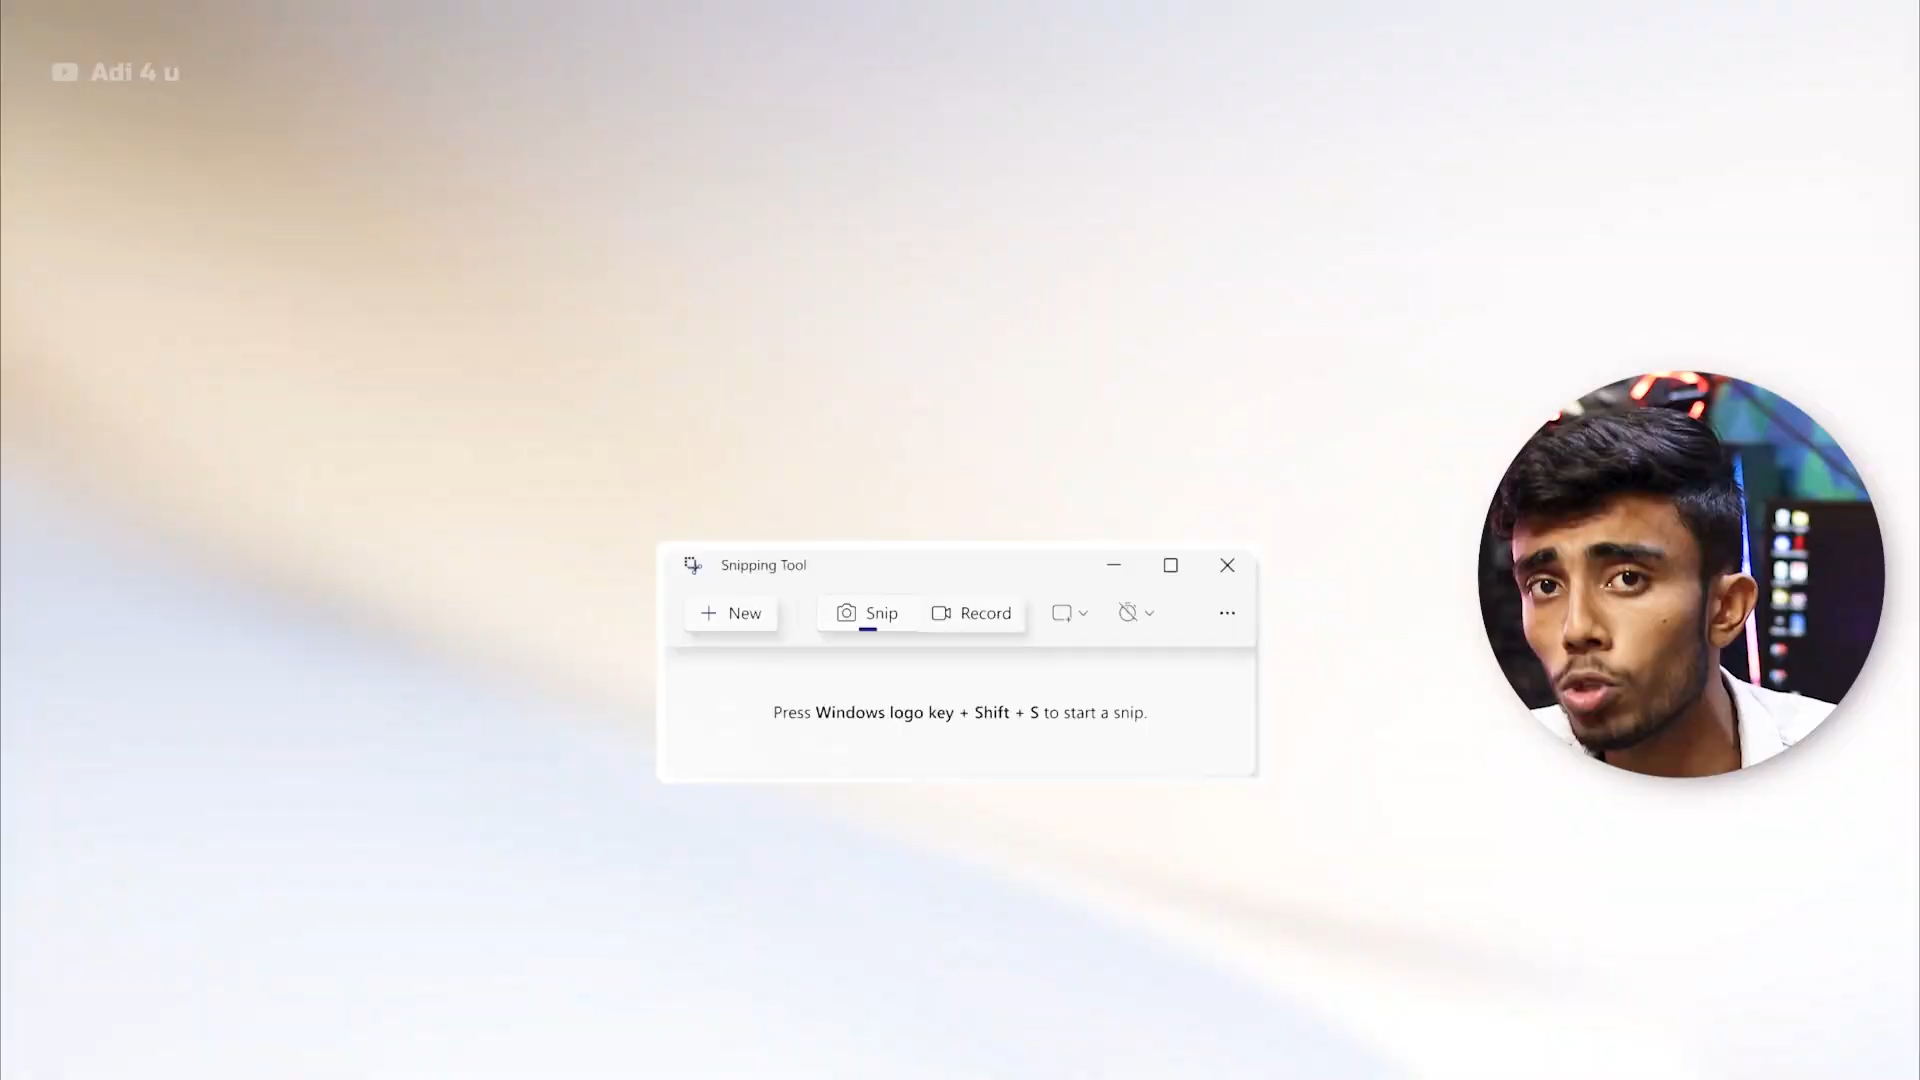 Adi 4 u
Snipping Tool
New
Snip
Record
Press Windows logo key + Shift + S to start a snip.